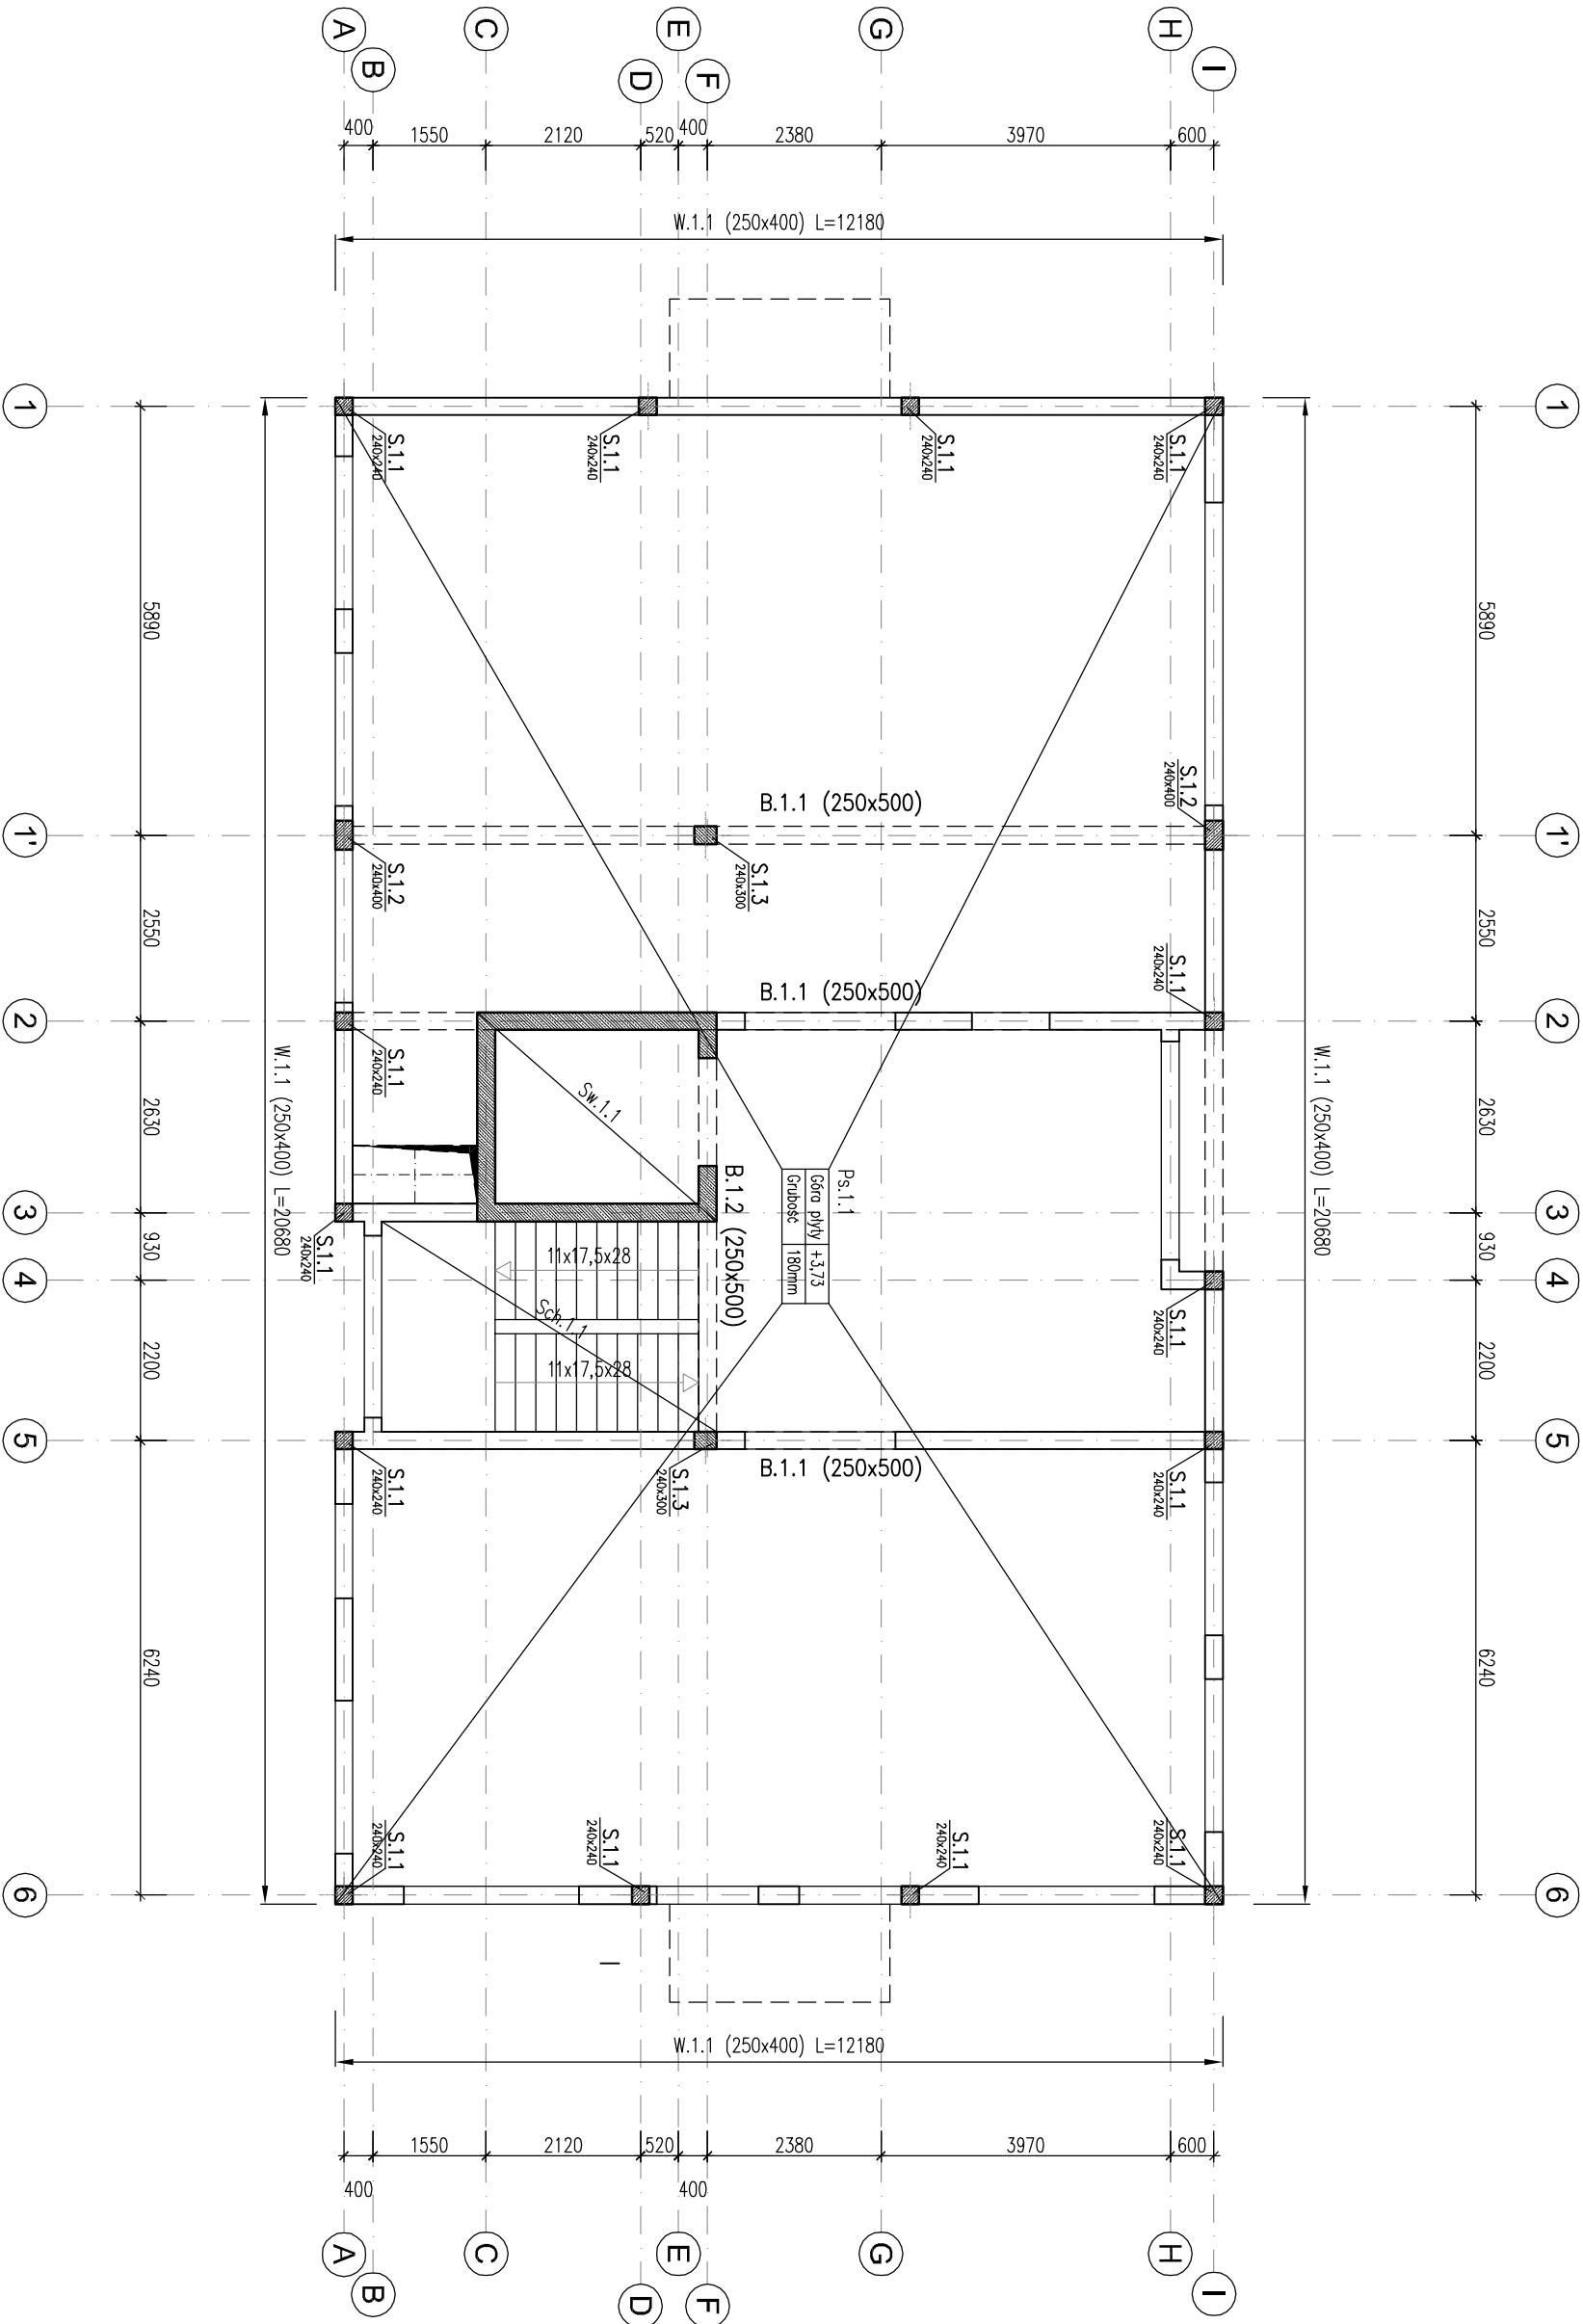 A
B
C
D
E
F
G
H
I
400
1550
2120
520
400
2380
3970
600
W.1.1 (250x400) L=12180
1
1
S.1.1
240x240
S.1.1
240x240
S.1.1
240x240
S.1.1
240x240
5890
5890
B.1.1 (250x500)
S.1.2
240x400
1'
1'
S.1.2
240x400
S.1.3
240x300
2550
2550
B.1.1 (250x500)
S.1.1
240x240
2
2
S.1.1
240x240
W.1.1 (250x400) L=20680
W.1.1 (250x400) L=20680
2630
2630
Sw.1.1
B.1.2 (250x500)
Ps.1.1
Góra płyty +3,73
Grubość 180mm
3
3
S.1.1
240x240
930
930
11x17,5x28
4
4
Sch.1.1
S.1.1
240x240
11x17,5x28
2200
2200
5
5
B.1.1 (250x500)
S.1.1
240x240
S.1.3
240x300
S.1.1
240x240
6240
6240
S.1.1
240x240
S.1.1
240x240
S.1.1
240x240
S.1.1
240x240
6
6
W.1.1 (250x400) L=12180
1550
2120
520
2380
3970
600
400
400
A
B
C
D
E
F
G
H
I